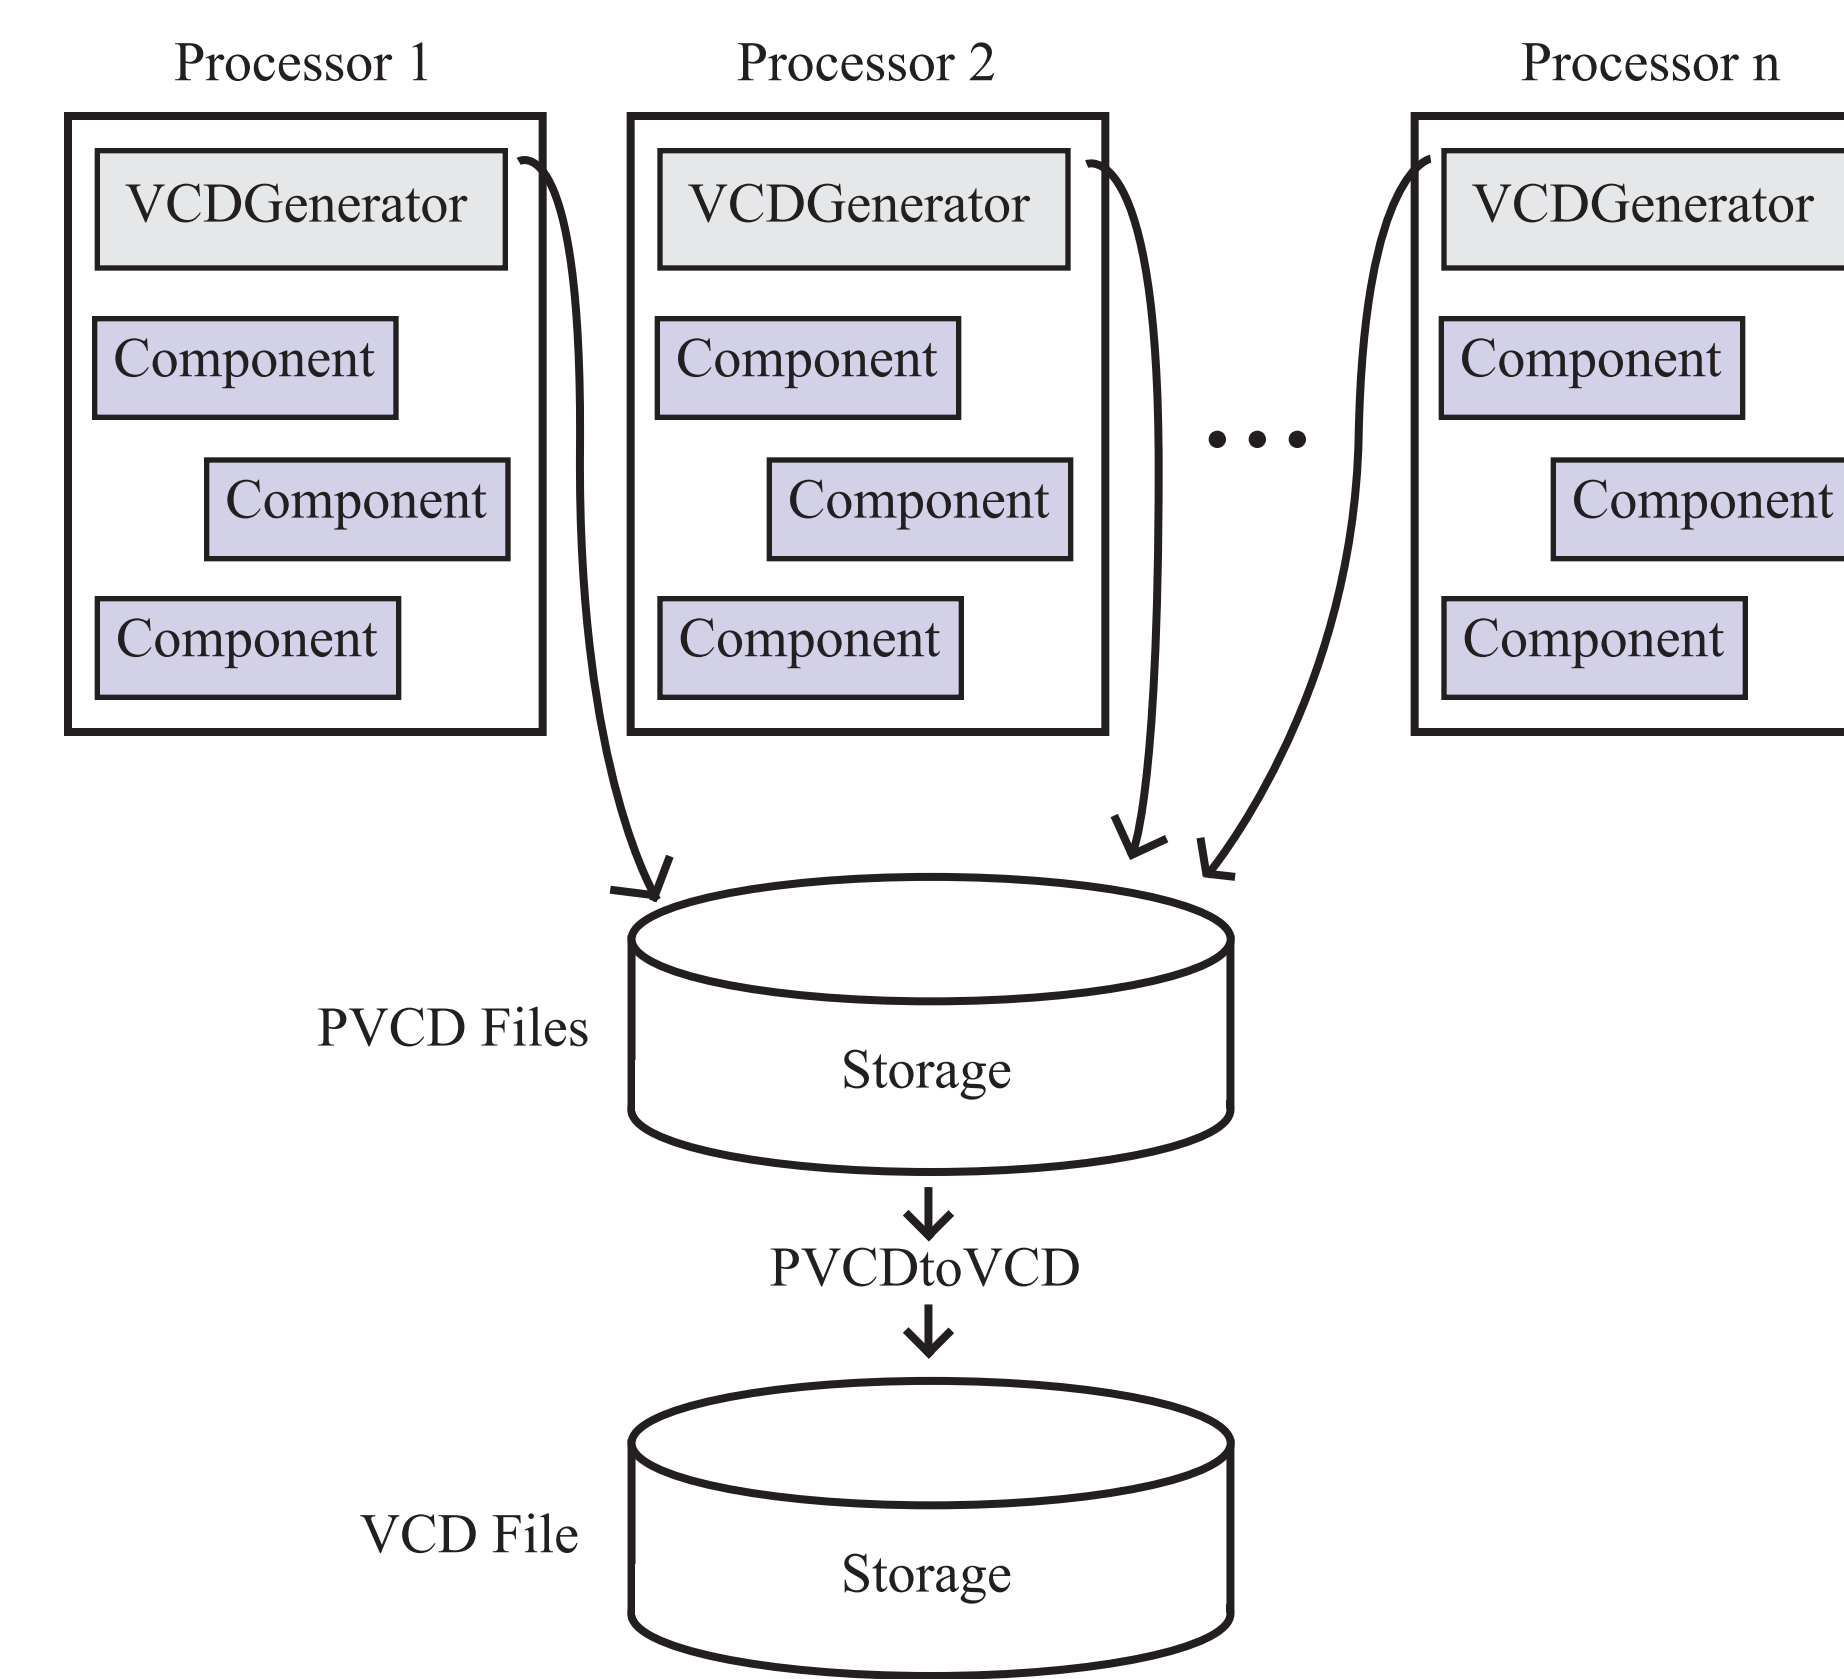 Processor 1
Processor 2
Processor n
VCDGenerator
VCDGenerator
VCDGenerator
Component
Component
Component
Component
Component
Component
Component
Component
Component
PVCD Files
Storage
PVCDtoVCD
VCD File
Storage